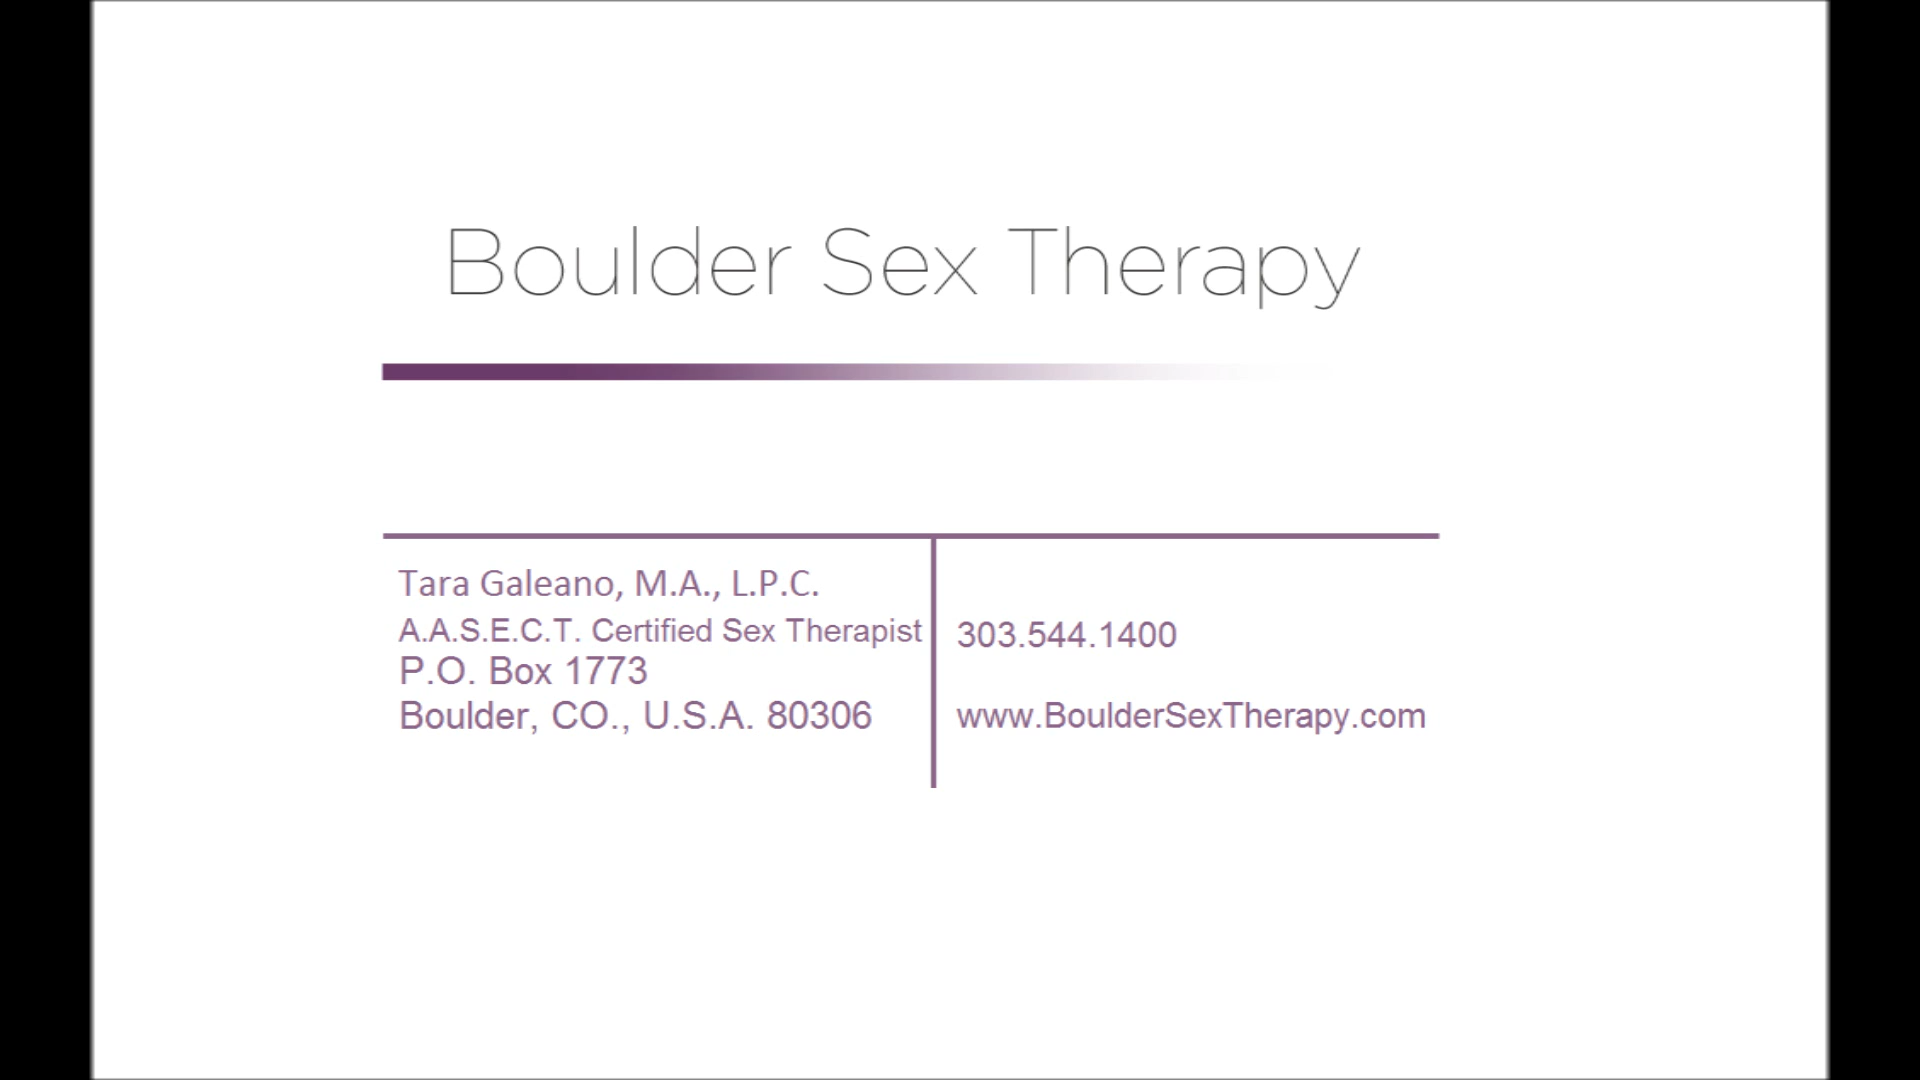 Boulder Sex Therapy
Tara Galeano, M.A., L.P.C.
A.A.S.E.C.T. Certified Sex Therapist
P.O. Box 1773
Boulder, CO., U.S.A. 80306
303.544.1400
www.BoulderSexTherapy.com